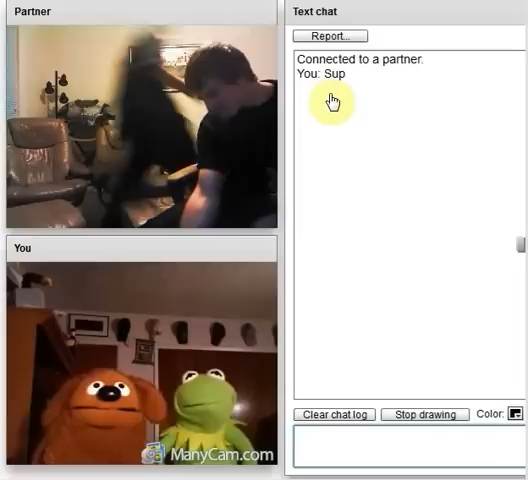 Partner
Text chat
Report...
Connected to a partner.
You: Sup
You
ManyCam.com
Clear chat log
Stop drawing
Color: